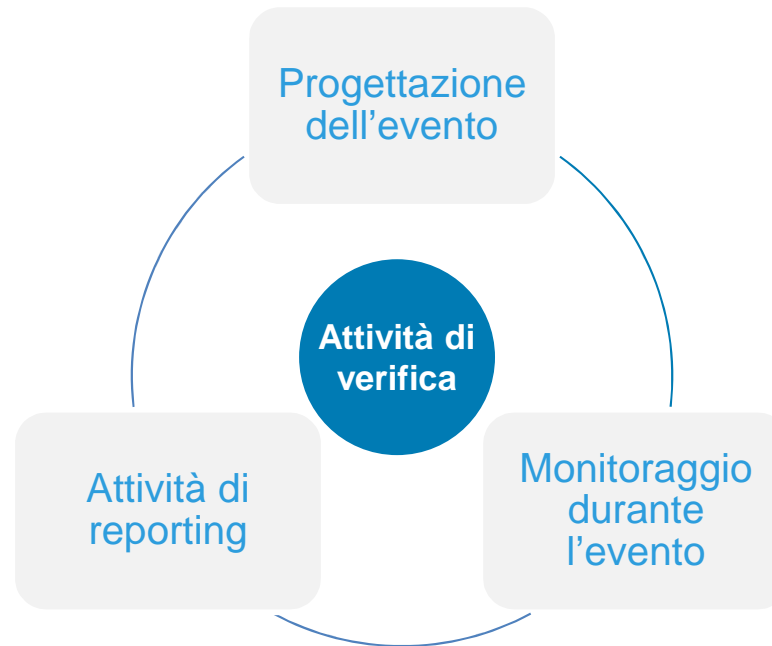 Progettazione
dell’evento
Attività di
verifica
Attività di
reporting
Monitoraggio
durante
l’evento